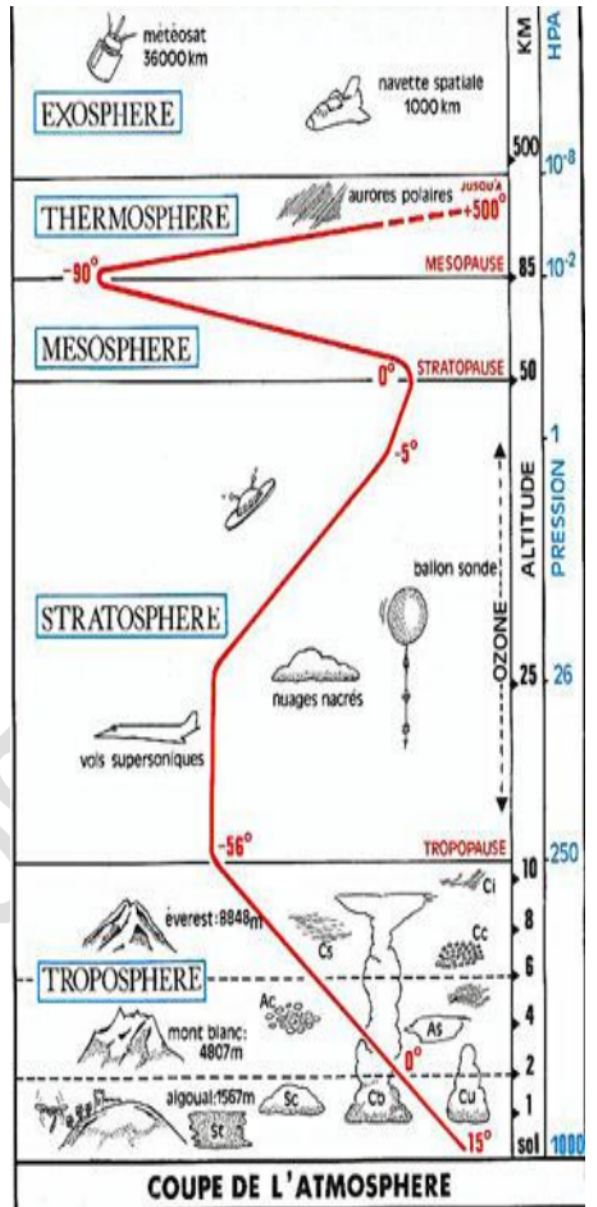 KM
HPA
météosat
36000km
navette spatiale
1000 km
EXOSPHERE
500
10-8
aurores polaires
JUSQU'À
+500°
THERMOSPHERE
-90°
MESOPAUSE
85
10-2
MESOSPHERE
0°
STRATOPAUSE
50
1
-5°
ALTITUDE
PRESSION
ballon sonde
OZONE
STRATOSPHERE
25
26
nuages nacrés
vols supersoniques
-56°
TROPOPAUSE
10
250
Ci
éverest:8848m
Cs
Cc
8
6
TROPOSPHERE
Ac
As
4
mont blanc:
4807m
0°
2
aigoual:1567m
Sc
Cb
Cu
1
St
15°
sol
1000
COUPE DE L'ATMOSPHERE